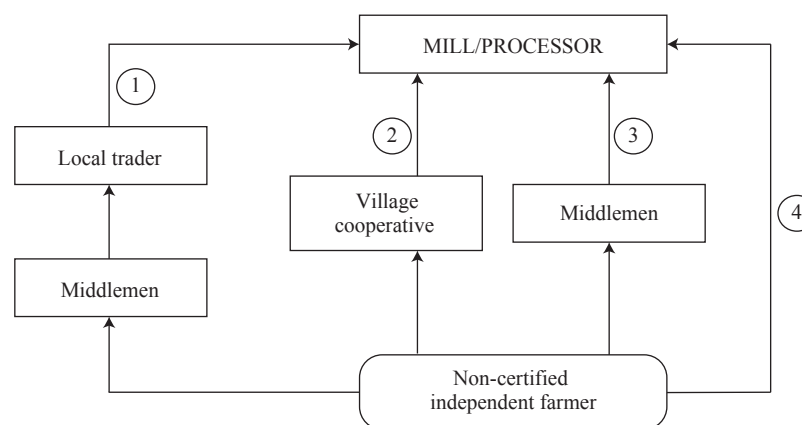 MILL/PROCESSOR
1
2
3
Local trader
Village
cooperative
Middlemen
4
Middlemen
Non-certified
independent farmer